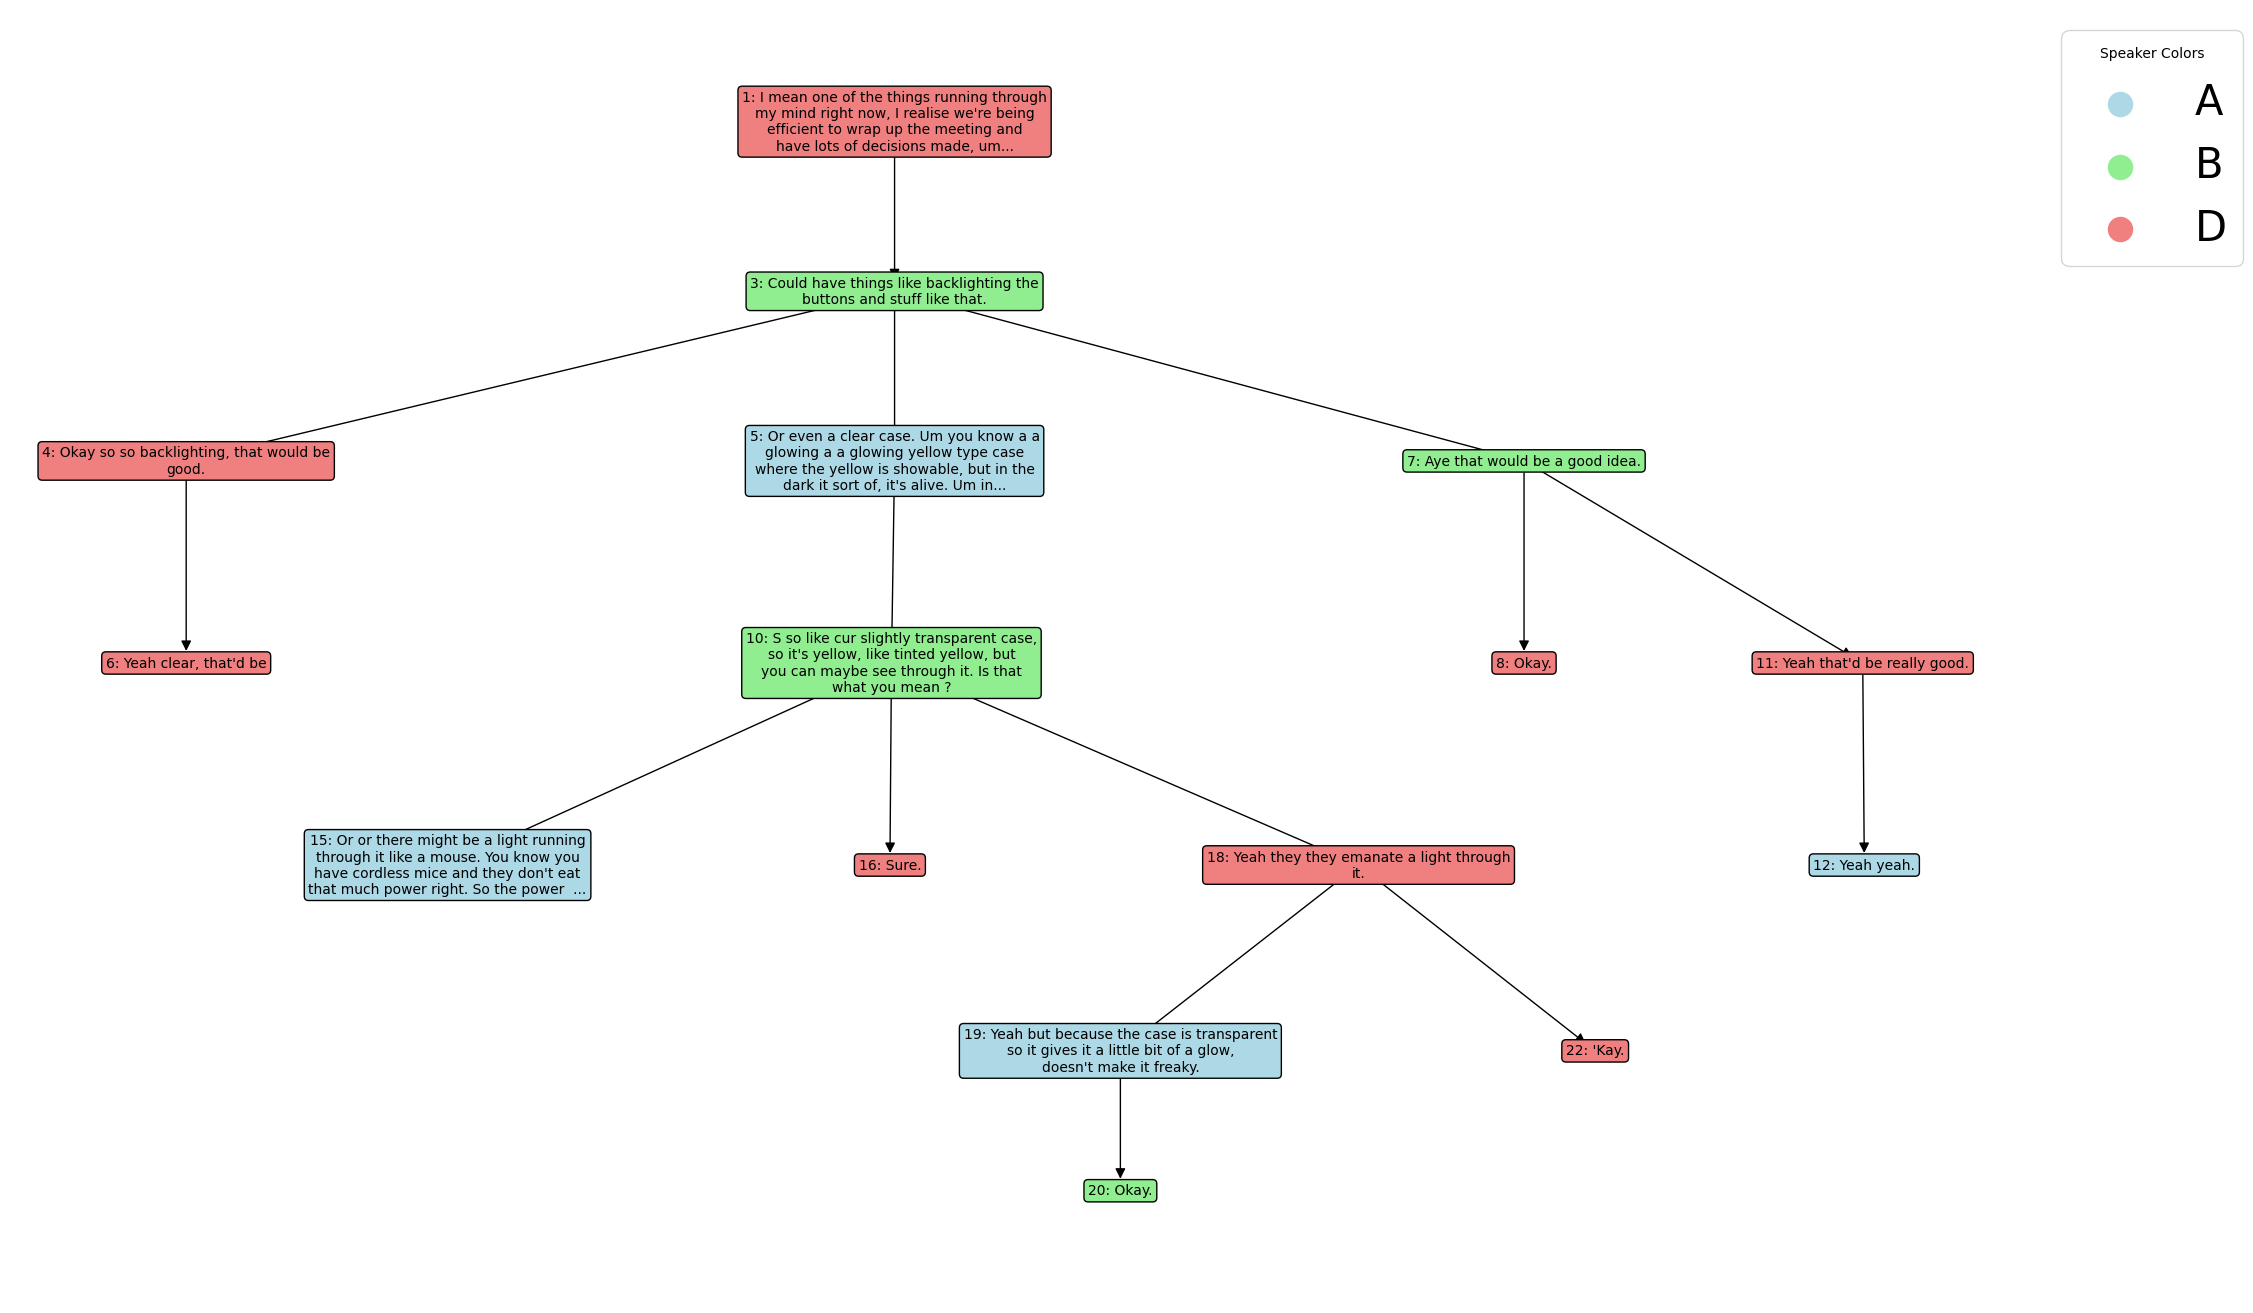 Speaker Colors
A
B
D
1: I mean one of the things running through
my mind right now, I realise we're being
efficient to wrap up the meeting and
have lots of decisions made, um...
3: Could have things like backlighting the
buttons and stuff like that.
4: Okay so so backlighting, that would be
good.
5: Or even a clear case. Um you know a a
glowing a a glowing yellow type case
where the yellow is showable, but in the
dark it sort of, it's alive. Um in...
7: Aye that would be a good idea.
6: Yeah clear, that'd be
10: S so like cur slightly transparent case,
so it's yellow, like tinted yellow, but
you can maybe see through it. Is that
what you mean ?
8: Okay.
11: Yeah that'd be really good.
15: Or or there might be a light running
through it like a mouse. You know you
have cordless mice and they don't eat
that much power right. So the power  ...
16: Sure.
18: Yeah they they emanate a light through
it.
12: Yeah yeah.
19: Yeah but because the case is transparent
so it gives it a little bit of a glow,
doesn't make it freaky.
22: 'Kay.
20: Okay.